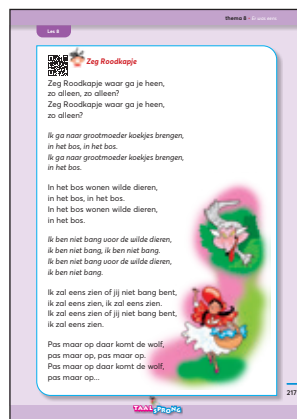 thema 8 - Er was eens
Les 8
Zeg Roodkapje
Zeg Roodkapje waar ga je heen,
zo alleen, zo alleen?
Zeg Roodkapje waar ga je heen,
zo alleen?
Ik ga naar grootmoeder koekjes brengen,
in het bos, in het bos.
Ik ga naar grootmoeder koekjes brengen,
in het bos.
In het bos wonen wilde dieren,
in het bos, in het bos.
In het bos wonen wilde dieren,
in het bos.
Ik ben niet bang voor de wilde dieren,
ik ben niet bang, ik ben niet bang.
Ik ben niet bang voor de wilde dieren,
ik ben niet bang.
Ik zal eens zien of jij niet bang bent,
ik zal eens zien, ik zal eens zien.
Ik zal eens zien of jij niet bang bent,
ik zal eens zien.
Pas maar op daar komt de wolf,
pas maar op, pas maar op.
Pas maar op daar komt de wolf,
pas maar op...
217
TAAL SPRONG